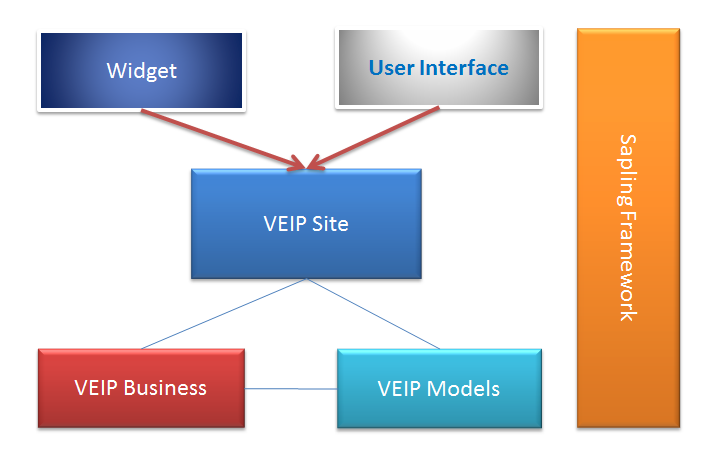 Widget
User Interface
VEIP Site
Sapling Framework
VEIP Business
VEIP Models